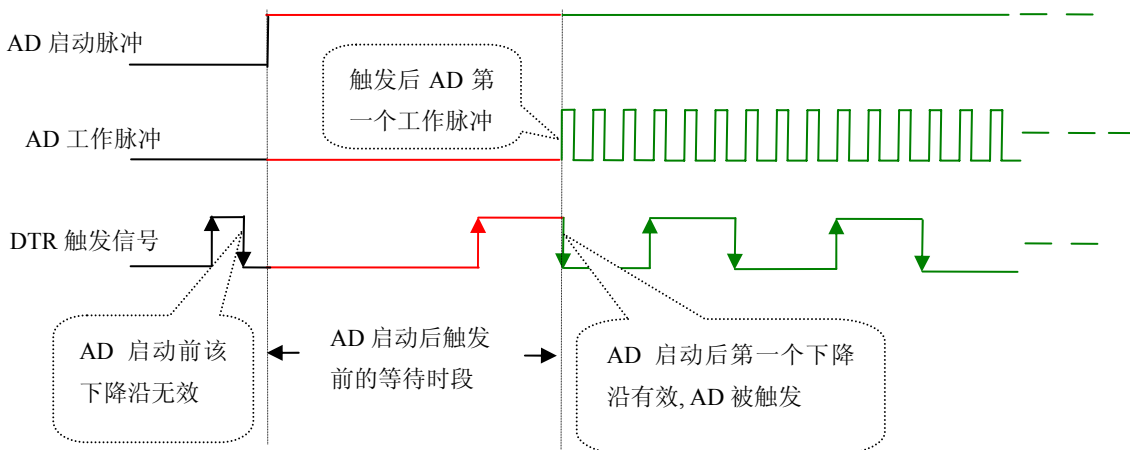 AD 启动脉冲
触发后 AD 第
一个工作脉冲
AD 工作脉冲
DTR 触发信号
AD 启动前该
下降沿无效
AD 启动后触发
前的等待时段
AD 启动后第一个下降
沿有效, AD 被触发